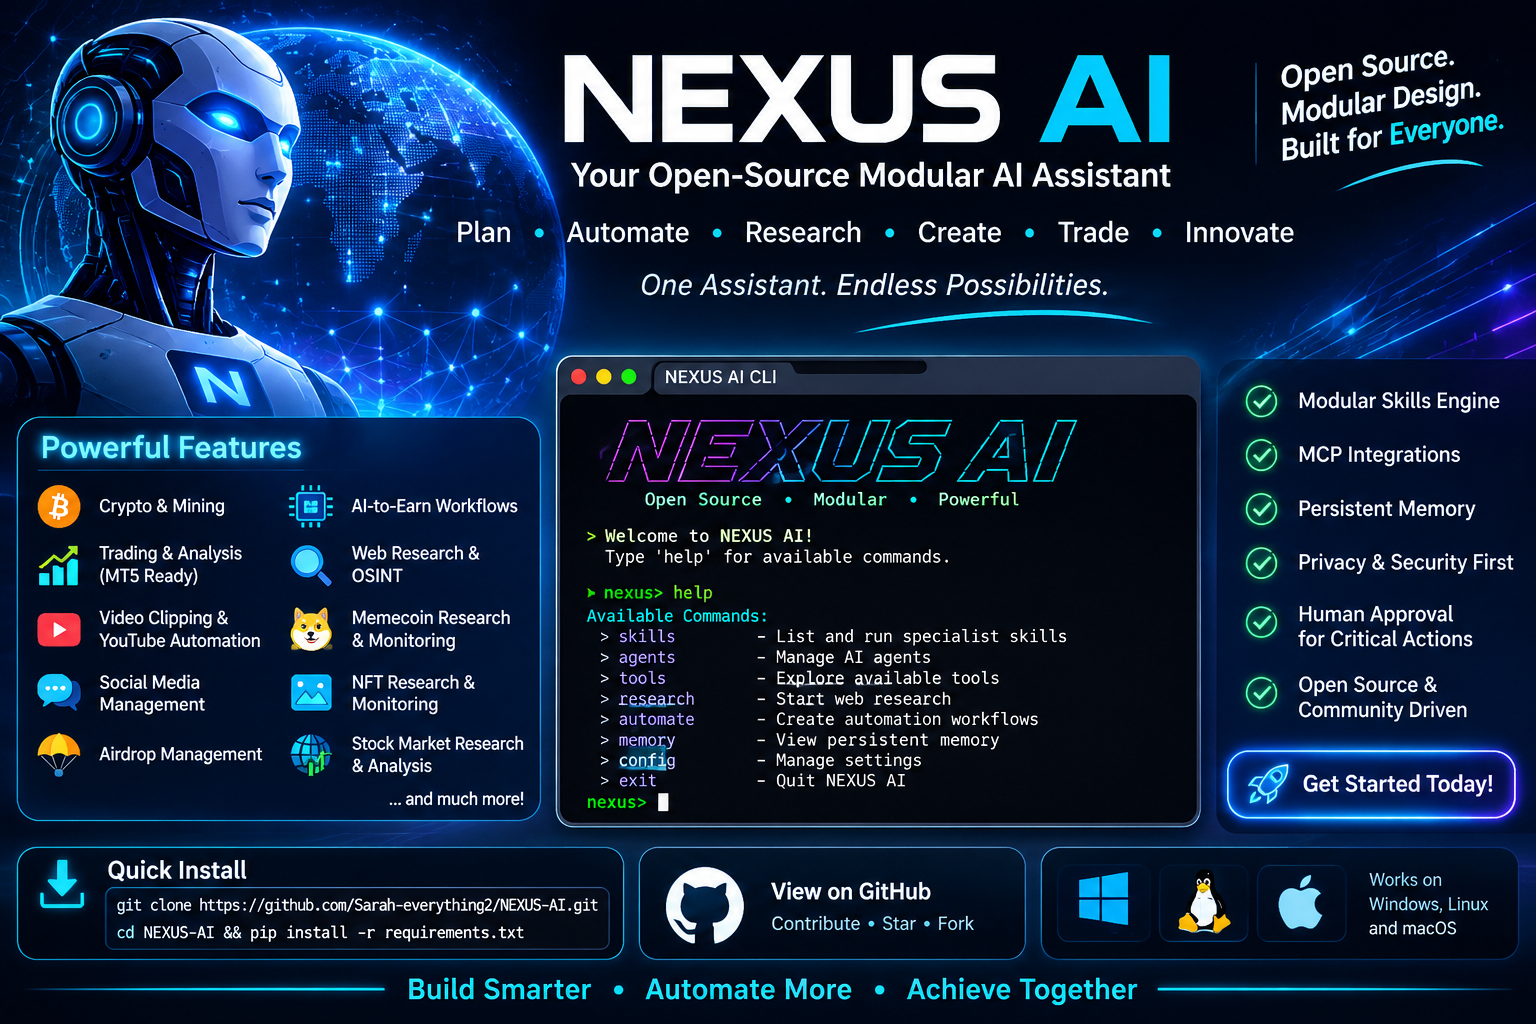 NEXUS AI
Your Open-Source Modular AI Assistant
Plan • Automate • Research • Create • Trade • Innovate
One Assistant. Endless Possibilities.
Open Source.
Modular Design.
Built for Everyone.
N
Powerful Features
Crypto & Mining
AI-to-Earn Workflows
Trading & Analysis
(MT5 Ready)
Web Research &
OSINT
Video Clipping &
YouTube Automation
Memecoin Research
& Monitoring
Social Media
Management
NFT Research &
Monitoring
Airdrop Management
Stock Market Research
& Analysis
... and much more!
NEXUS AI CLI
NEXUS AI
Open Source • Modular • Powerful
> Welcome to NEXUS AI!
Type 'help' for available commands.
➤ nexus> help
Available Commands:
> skills - List and run specialist skills
> agents - Manage AI agents
> tools - Explore available tools
> research - Start web research
> automate - Create automation workflows
> memory - View persistent memory
> config - Manage settings
> exit - Quit NEXUS AI
nexus>
Modular Skills Engine
MCP Integrations
Persistent Memory
Privacy & Security First
Human Approval
for Critical Actions
Open Source &
Community Driven
Get Started Today!
Quick Install
git clone https://github.com/Sarah-everything2/NEXUS-AI.git
cd NEXUS-AI && pip install -r requirements.txt
View on GitHub
Contribute • Star • Fork
Works on
Windows, Linux
and macOS
Build Smarter • Automate More • Achieve Together